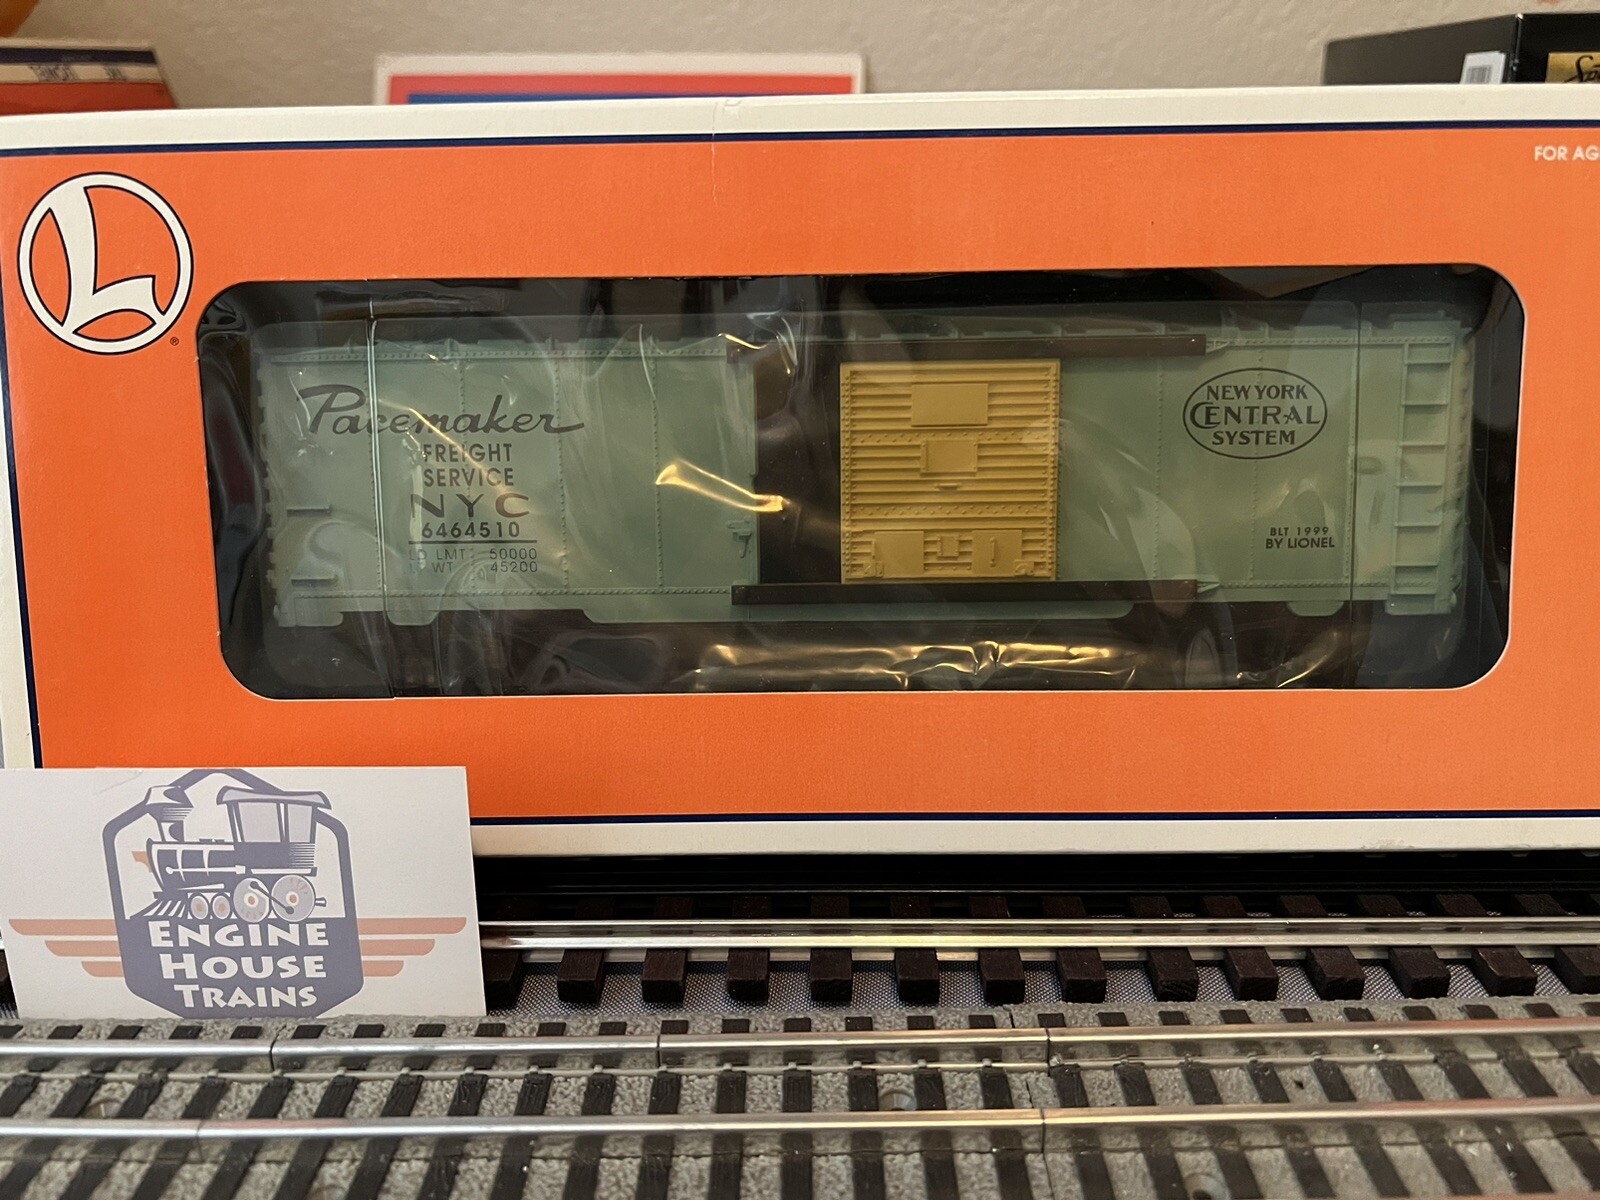 FOR AG
L
®
Pacemaker
FREIGHT
SERVICE
NYC
6464510
LD LMT 50000
LT WT 45200
NEW YORK
CENTRAL
SYSTEM
BLT 1999
BY LIONEL
ENGINE
HOUSE
TRAINS